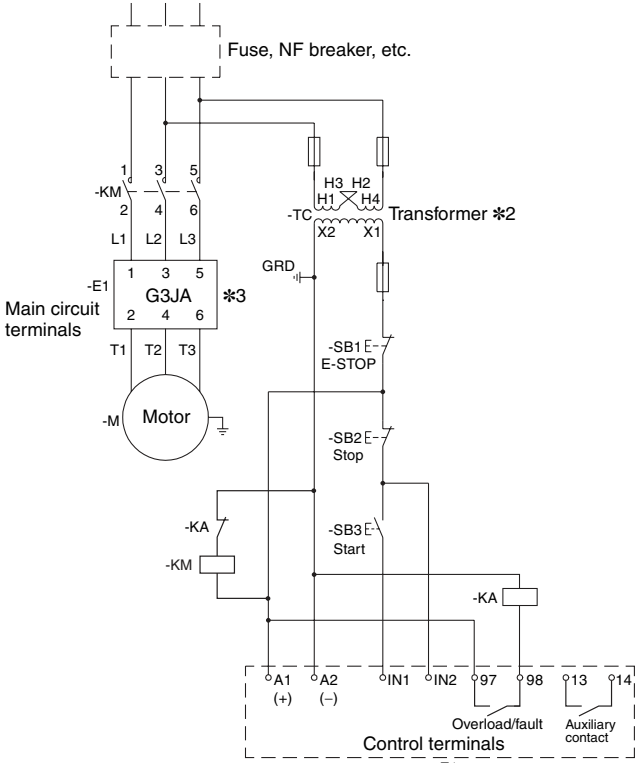 Fuse, NF breaker, etc.
1 3 5
-KM
2 4 6
L1 L2 L3
H3 H2
H1 H4
-TC
X2 X1
Transformer ✻2
GRD
-E1
1 3 5
G3JA
2 4 6
✻3
Main circuit
terminals
T1 T2 T3
-M
Motor
-SB1
E-STOP
-SB2
Stop
-KA
-SB3
Start
-KM
-KA
A1 A2 IN1 IN2 97 98 13 14
(+) (−)
Overload/fault
Auxiliary
contact
Control terminals